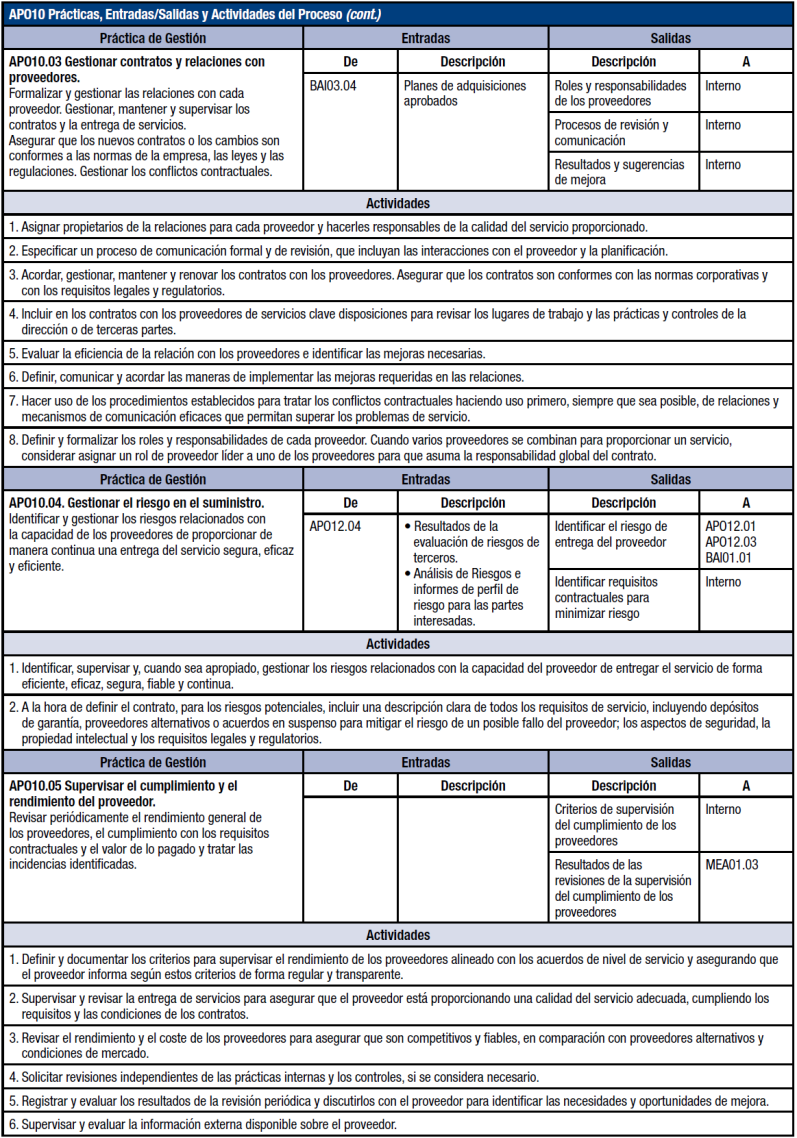 APO10 Prácticas, Entradas/Salidas y Actividades del Proceso (cont.)
Práctica de Gestión
Entradas
Salidas
APO10.03 Gestionar contratos y relaciones con
proveedores.
Formalizar y gestionar las relaciones con cada
proveedor. Gestionar, mantener y supervisar los
contratos y la entrega de servicios.
Asegurar que los nuevos contratos o los cambios son
conformes a las normas de la empresa, las leyes y las
regulaciones. Gestionar los conflictos contractuales.
De
Descripción
Descripción
A
BAI03.04
Planes de adquisiciones
aprobados
Roles y responsabilidades
de los proveedores
Interno
Procesos de revisión y
comunicación
Interno
Resultados y sugerencias
de mejora
Interno
Actividades
1. Asignar propietarios de la relaciones para cada proveedor y hacerles responsables de la calidad del servicio proporcionado.
2. Especificar un proceso de comunicación formal y de revisión, que incluyan las interacciones con el proveedor y la planificación.
3. Acordar, gestionar, mantener y renovar los contratos con los proveedores. Asegurar que los contratos son conformes con las normas corporativas y
con los requisitos legales y regulatorios.
4. Incluir en los contratos con los proveedores de servicios clave disposiciones para revisar los lugares de trabajo y las prácticas y controles de la
dirección o de terceras partes.
5. Evaluar la eficiencia de la relación con los proveedores e identificar las mejoras necesarias.
6. Definir, comunicar y acordar las maneras de implementar las mejoras requeridas en las relaciones.
7. Hacer uso de los procedimientos establecidos para tratar los conflictos contractuales haciendo uso primero, siempre que sea posible, de relaciones y
mecanismos de comunicación eficaces que permitan superar los problemas de servicio.
8. Definir y formalizar los roles y responsabilidades de cada proveedor. Cuando varios proveedores se combinan para proporcionar un servicio,
considerar asignar un rol de proveedor líder a uno de los proveedores para que asuma la responsabilidad global del contrato.
Práctica de Gestión
Entradas
Salidas
APO10.04. Gestionar el riesgo en el suministro.
Identificar y gestionar los riesgos relacionados con
la capacidad de los proveedores de proporcionar de
manera continua una entrega del servicio segura, eficaz
y eficiente.
De
Descripción
Descripción
A
APO12.04
• Resultados de la
evaluación de riesgos de
terceros.
• Análisis de Riesgos e
informes de perfil de
riesgo para las partes
interesadas.
Identificar el riesgo de
entrega del proveedor
APO12.01
APO12.03
BAI01.01
Identificar requisitos
contractuales para
minimizar riesgo
Interno
Actividades
1. Identificar, supervisar y, cuando sea apropiado, gestionar los riesgos relacionados con la capacidad del proveedor de entregar el servicio de forma
eficiente, eficaz, segura, fiable y continua.
2. A la hora de definir el contrato, para los riesgos potenciales, incluir una descripción clara de todos los requisitos de servicio, incluyendo depósitos
de garantía, proveedores alternativos o acuerdos en suspenso para mitigar el riesgo de un posible fallo del proveedor; los aspectos de seguridad, la
propiedad intelectual y los requisitos legales y regulatorios.
Práctica de Gestión
Entradas
Salidas
APO10.05 Supervisar el cumplimiento y el
rendimiento del proveedor.
Revisar periódicamente el rendimiento general de
los proveedores, el cumplimiento con los requisitos
contractuales y el valor de lo pagado y tratar las
incidencias identificadas.
De
Descripción
Descripción
A
Criterios de supervisión
del cumplimiento de los
proveedores
Interno
Resultados de las
revisiones de la supervisión
del cumplimiento de los
proveedores
MEA01.03
Actividades
1. Definir y documentar los criterios para supervisar el rendimiento de los proveedores alineado con los acuerdos de nivel de servicio y asegurando que
el proveedor informa según estos criterios de forma regular y transparente.
2. Supervisar y revisar la entrega de servicios para asegurar que el proveedor está proporcionando una calidad del servicio adecuada, cumpliendo los
requisitos y las condiciones de los contratos.
3. Revisar el rendimiento y el coste de los proveedores para asegurar que son competitivos y fiables, en comparación con proveedores alternativos y
condiciones de mercado.
4. Solicitar revisiones independientes de las prácticas internas y los controles, si se considera necesario.
5. Registrar y evaluar los resultados de la revisión periódica y discutirlos con el proveedor para identificar las necesidades y oportunidades de mejora.
6. Supervisar y evaluar la información externa disponible sobre el proveedor.